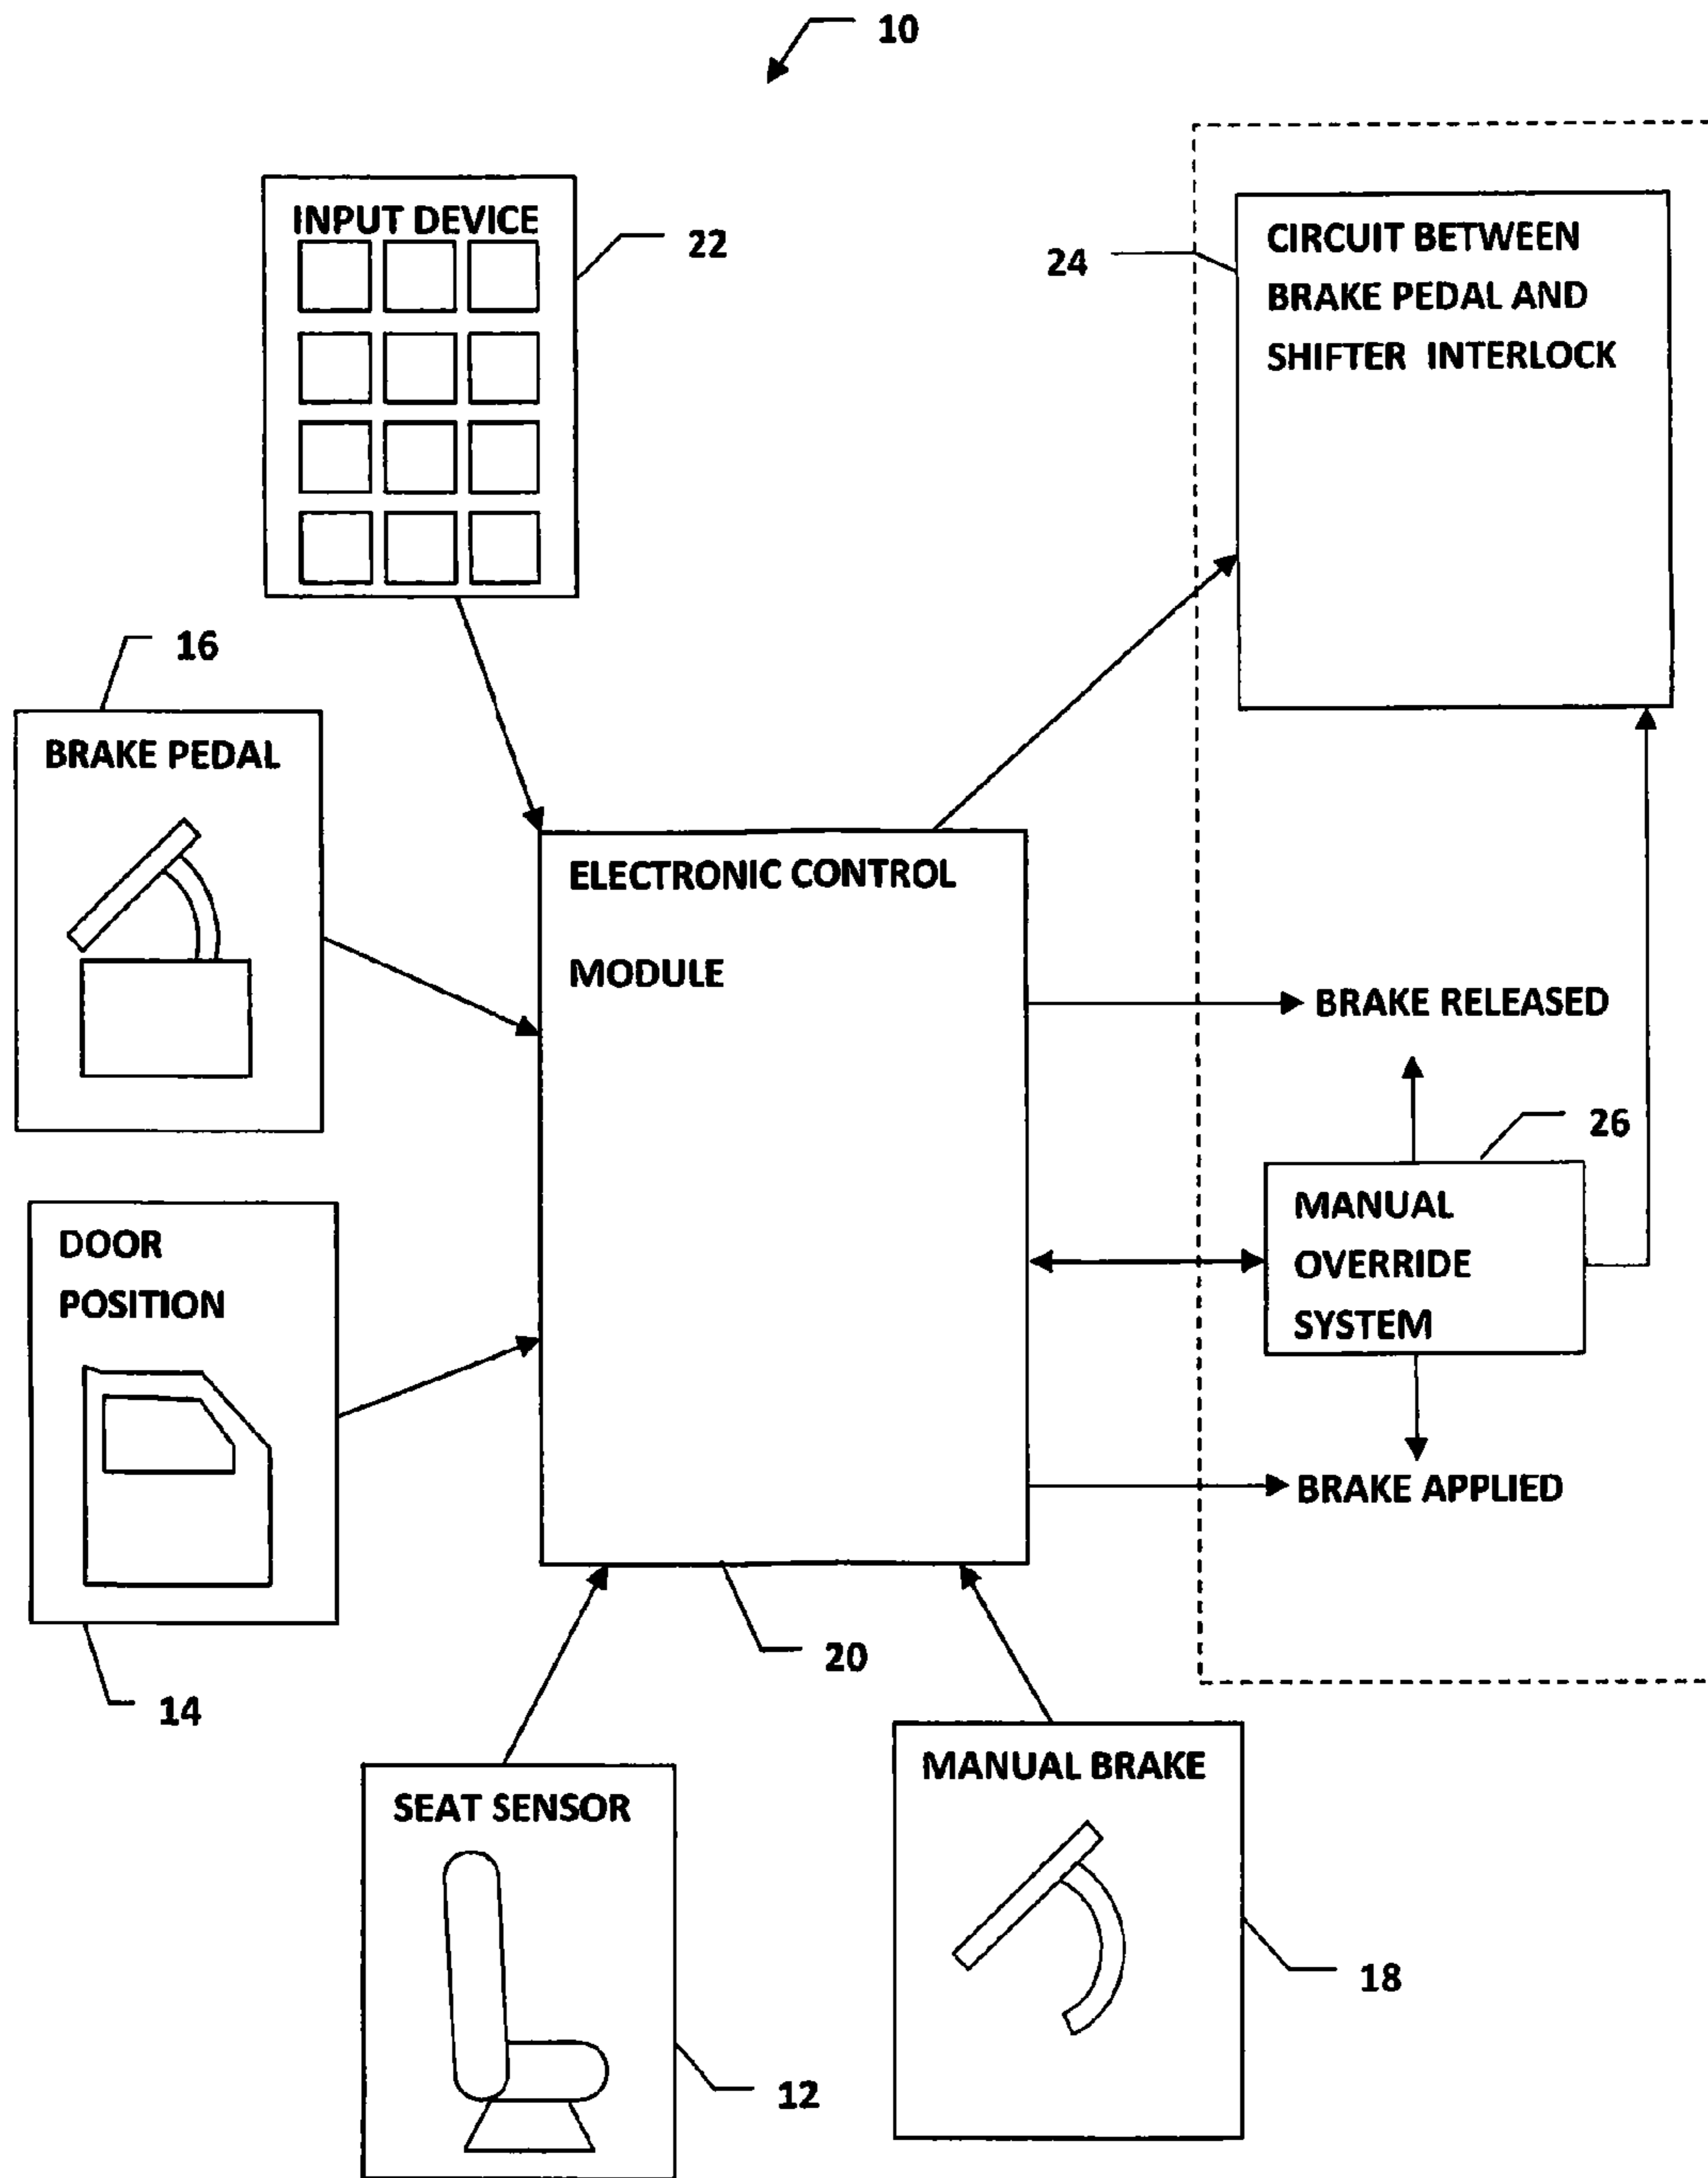 10
INPUT DEVICE
22
24
CIRCUIT BETWEEN
BRAKE PEDAL AND
SHIFTER INTERLOCK
16
BRAKE PEDAL
ELECTRONIC CONTROL
MODULE
BRAKE RELEASED
26
MANUAL
OVERRIDE
SYSTEM
DOOR
POSITION
BRAKE APPLIED
20
14
MANUAL BRAKE
SEAT SENSOR
18
12